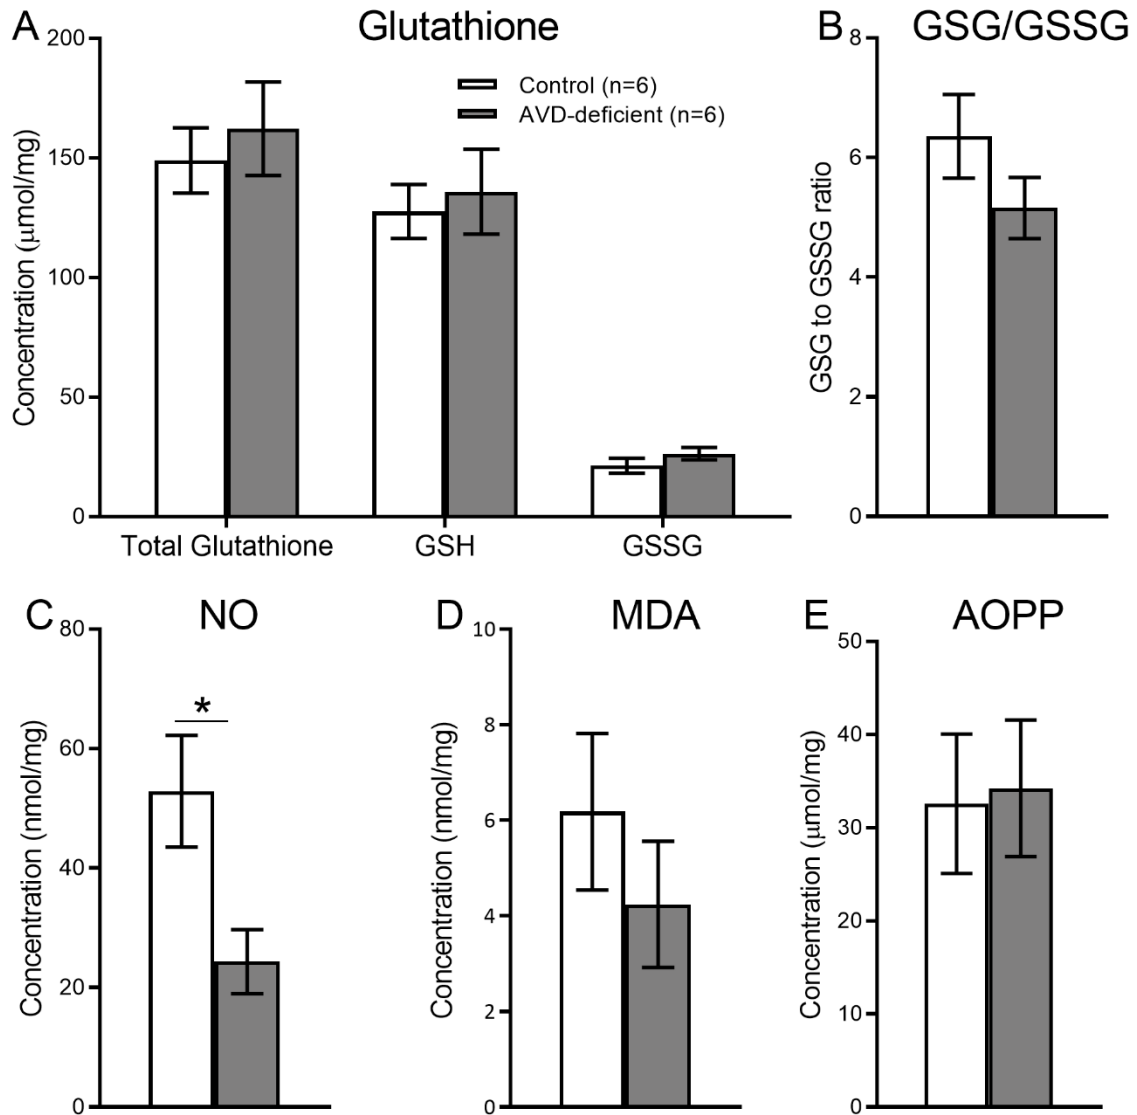 A
Glutathione
Concentration (μmol/mg)
200
150
100
50
0
Control (n=6)
AVD-deficient (n=6)
Total Glutathione
GSH
GSSG
B
GSG/GSSG
GSG to GSSG ratio
8
6
4
2
0
C
NO
Concentration (nmol/mg)
80
60
40
20
0
*
D
MDA
Concentration (nmol/mg)
10
8
6
4
2
0
E
AOPP
Concentration (μmol/mg)
50
40
30
20
10
0